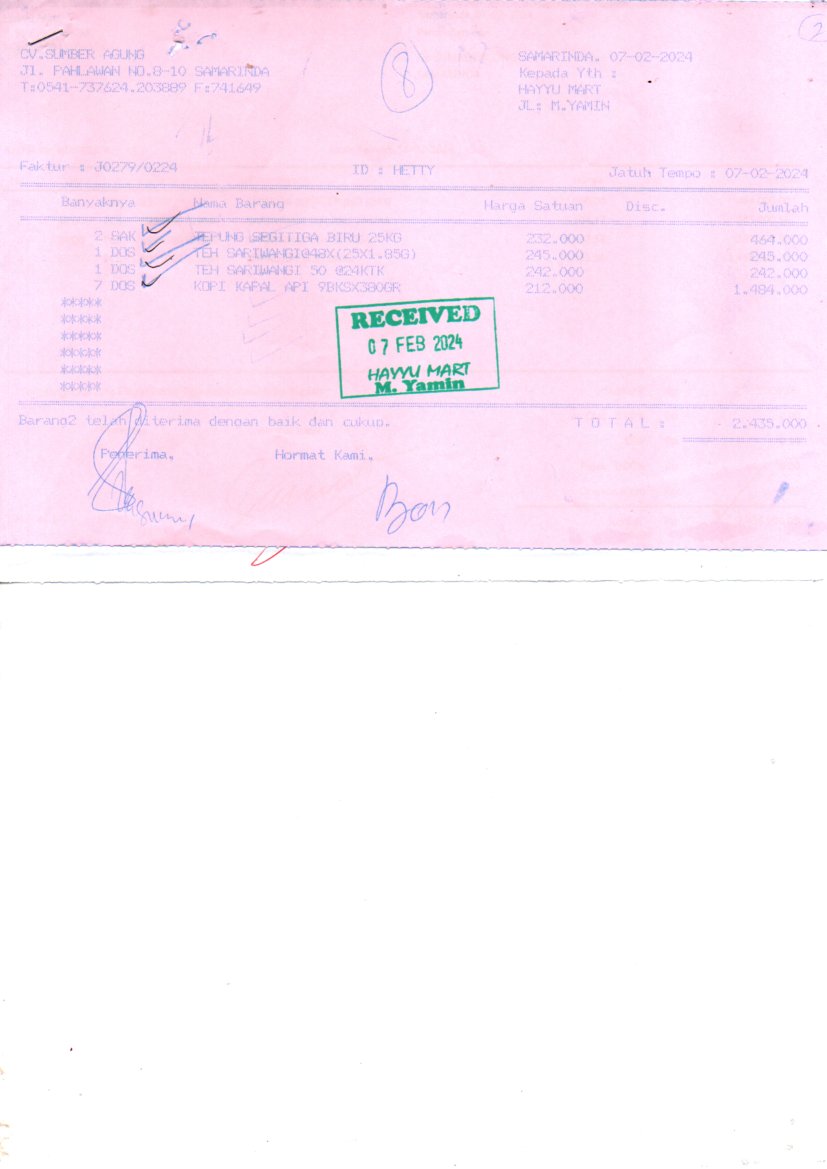 2
CV.SUMBER AGUNG
Jl. PAHLAWAN NO.8-10 SAMARINDA
T:0541-737624.203889 F:741649
8
SAMARINDA. 07-02-2024
Kepada Yth :
HAYYU MART
JL: M.YAMIN
Faktur : J0279/0224 ID : HETTY Jatuh Tempo : 07-02-2024
Banyaknya Nama Barang Harga Satuan Disc. Jumlah
2 SAK TEPUNG SEGITIGA BIRU 25KG 232.000 464.000
1 DOS TEH SARIWANGI@48X(25X1.85G) 245.000 245.000
1 DOS TEH SARIWANGI 50 @24KTK 242.000 242.000
7 DOS KOPI KAPAL API 9BKSX380GR 212.000 1.484.000
*****
*****
*****
*****
*****
*****
RECEIVED
07 FEB 2024
HAYYU MART
M. Yamin
Barang2 telah diterima dengan baik dan cukup. T O T A L : 2.435.000
Penerima, Hormat Kami,
Bon